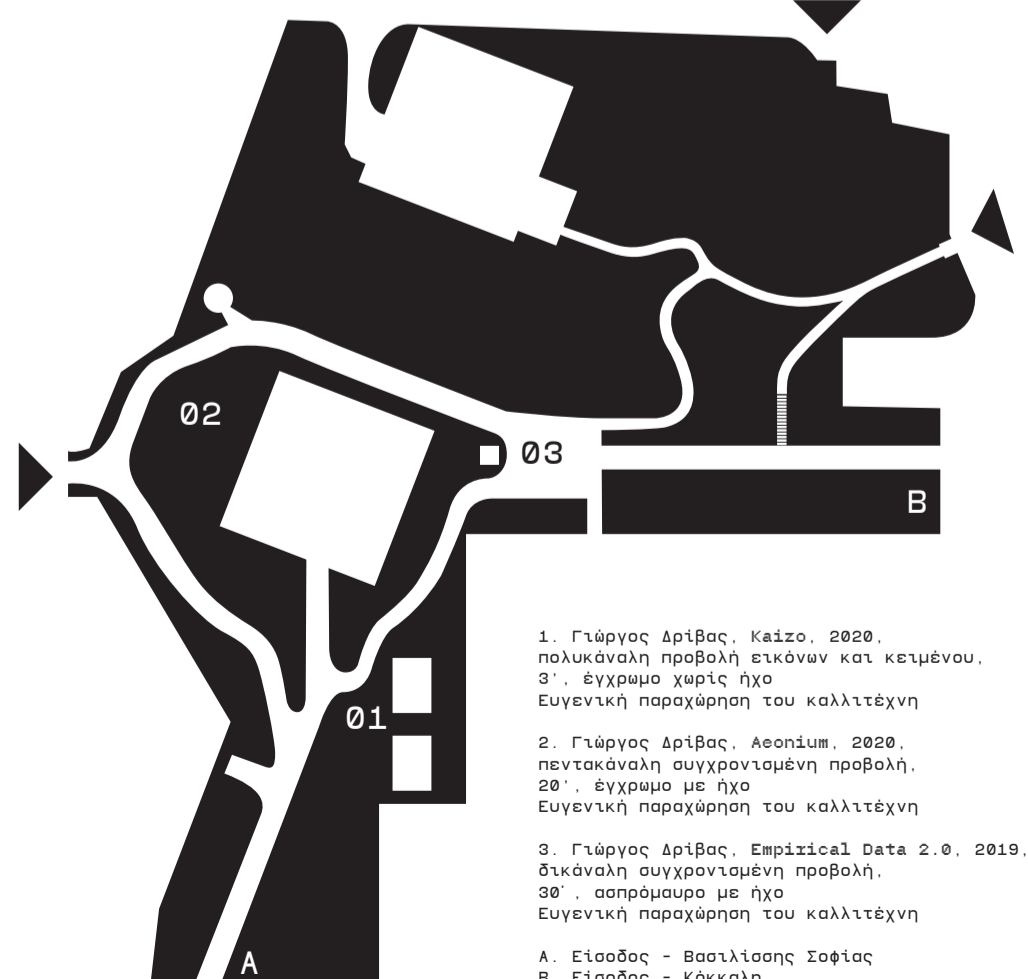 02
03
B
01
A
1. Γιώργος Δρίβας, Kaizo, 2020,
πολυκάναλη προβολή εικόνων και κειμένου,
3', έγχρωμο χωρίς ήχο
Ευγενική παραχώρηση του καλλιτέχνη
2. Γιώργος Δρίβας, Aeonium, 2020,
πεντακάναλη συγχρονισμένη προβολή,
20', έγχρωμο με ήχο
Ευγενική παραχώρηση του καλλιτέχνη
3. Γιώργος Δρίβας, Empirical Data 2.0, 2019,
δικάναλη συγχρονισμένη προβολή,
30', ασπρόμαυρο με ήχο
Ευγενική παραχώρηση του καλλιτέχνη
A. Είσοδος - Βασιλίσσης Σοφίας
B. Είσοδος - Κόκκαλη